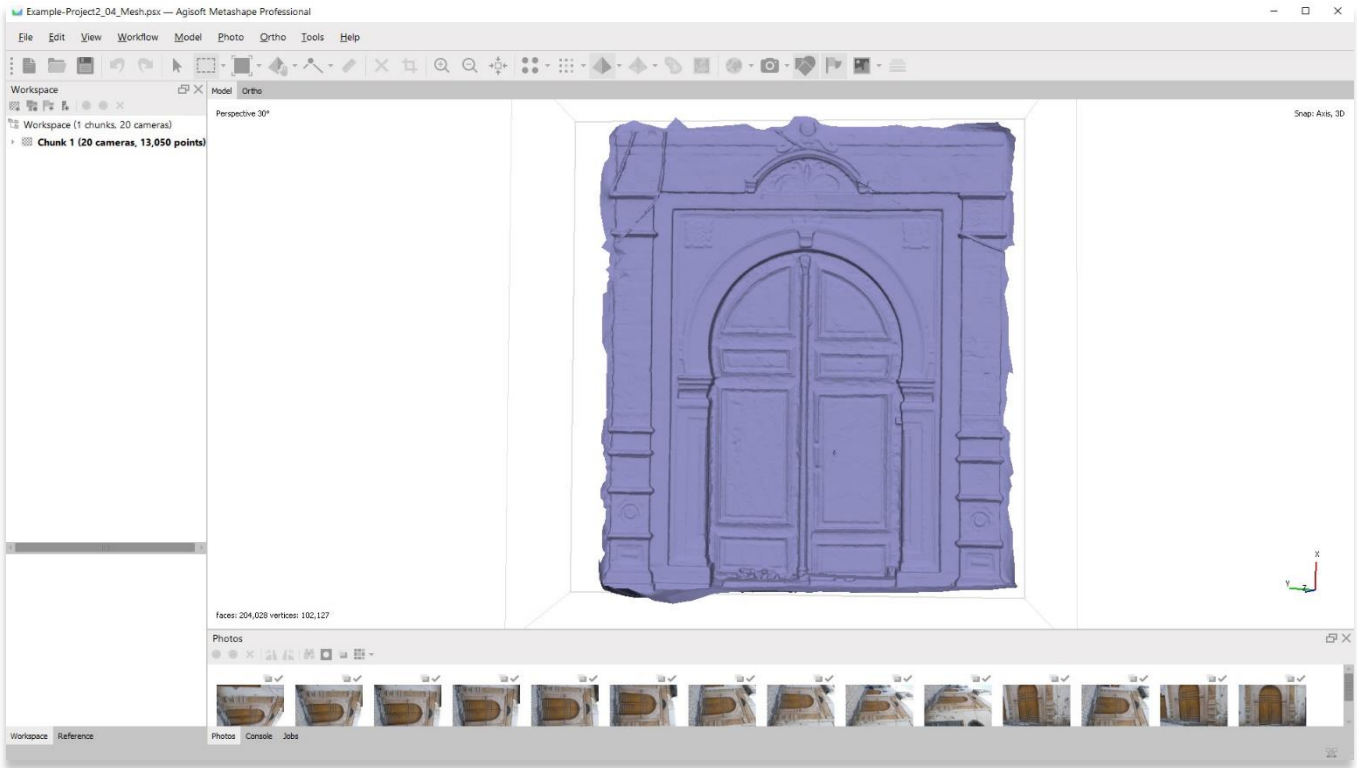 Example-Project2_04_Mesh.psx — Agisoft Metashape Professional
File Edit View Workflow Model Photo Ortho Tools Help
Workspace
Model Ortho
Workspace (1 chunks, 20 cameras)
Chunk 1 (20 cameras, 13,050 points)
Perspective 30°
Snap: Axis, 3D
X
Y Z
faces: 204,028 vertices: 102,127
Photos
Workspace Reference
Photos Console Jobs